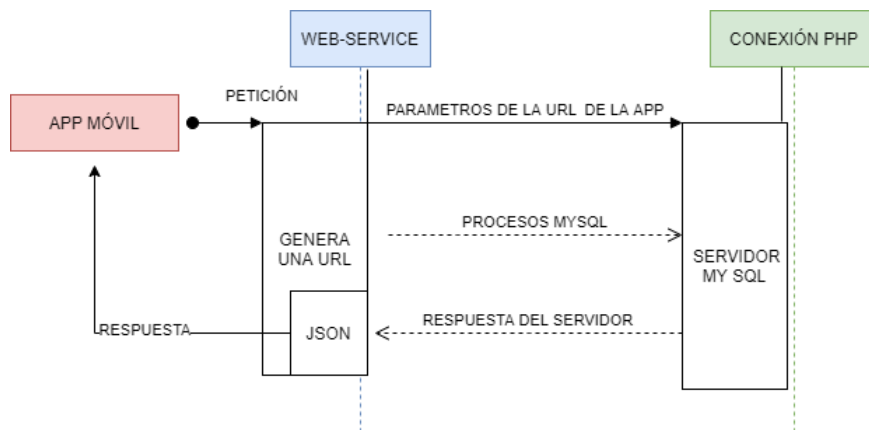 WEB-SERVICE
CONEXIÓN PHP
PETICIÓN
APP MÓVIL
PARAMETROS DE LA URL DE LA APP
PROCESOS MYSQL
GENERA
UNA URL
SERVIDOR
MY SQL
RESPUESTA DEL SERVIDOR
RESPUESTA
JSON